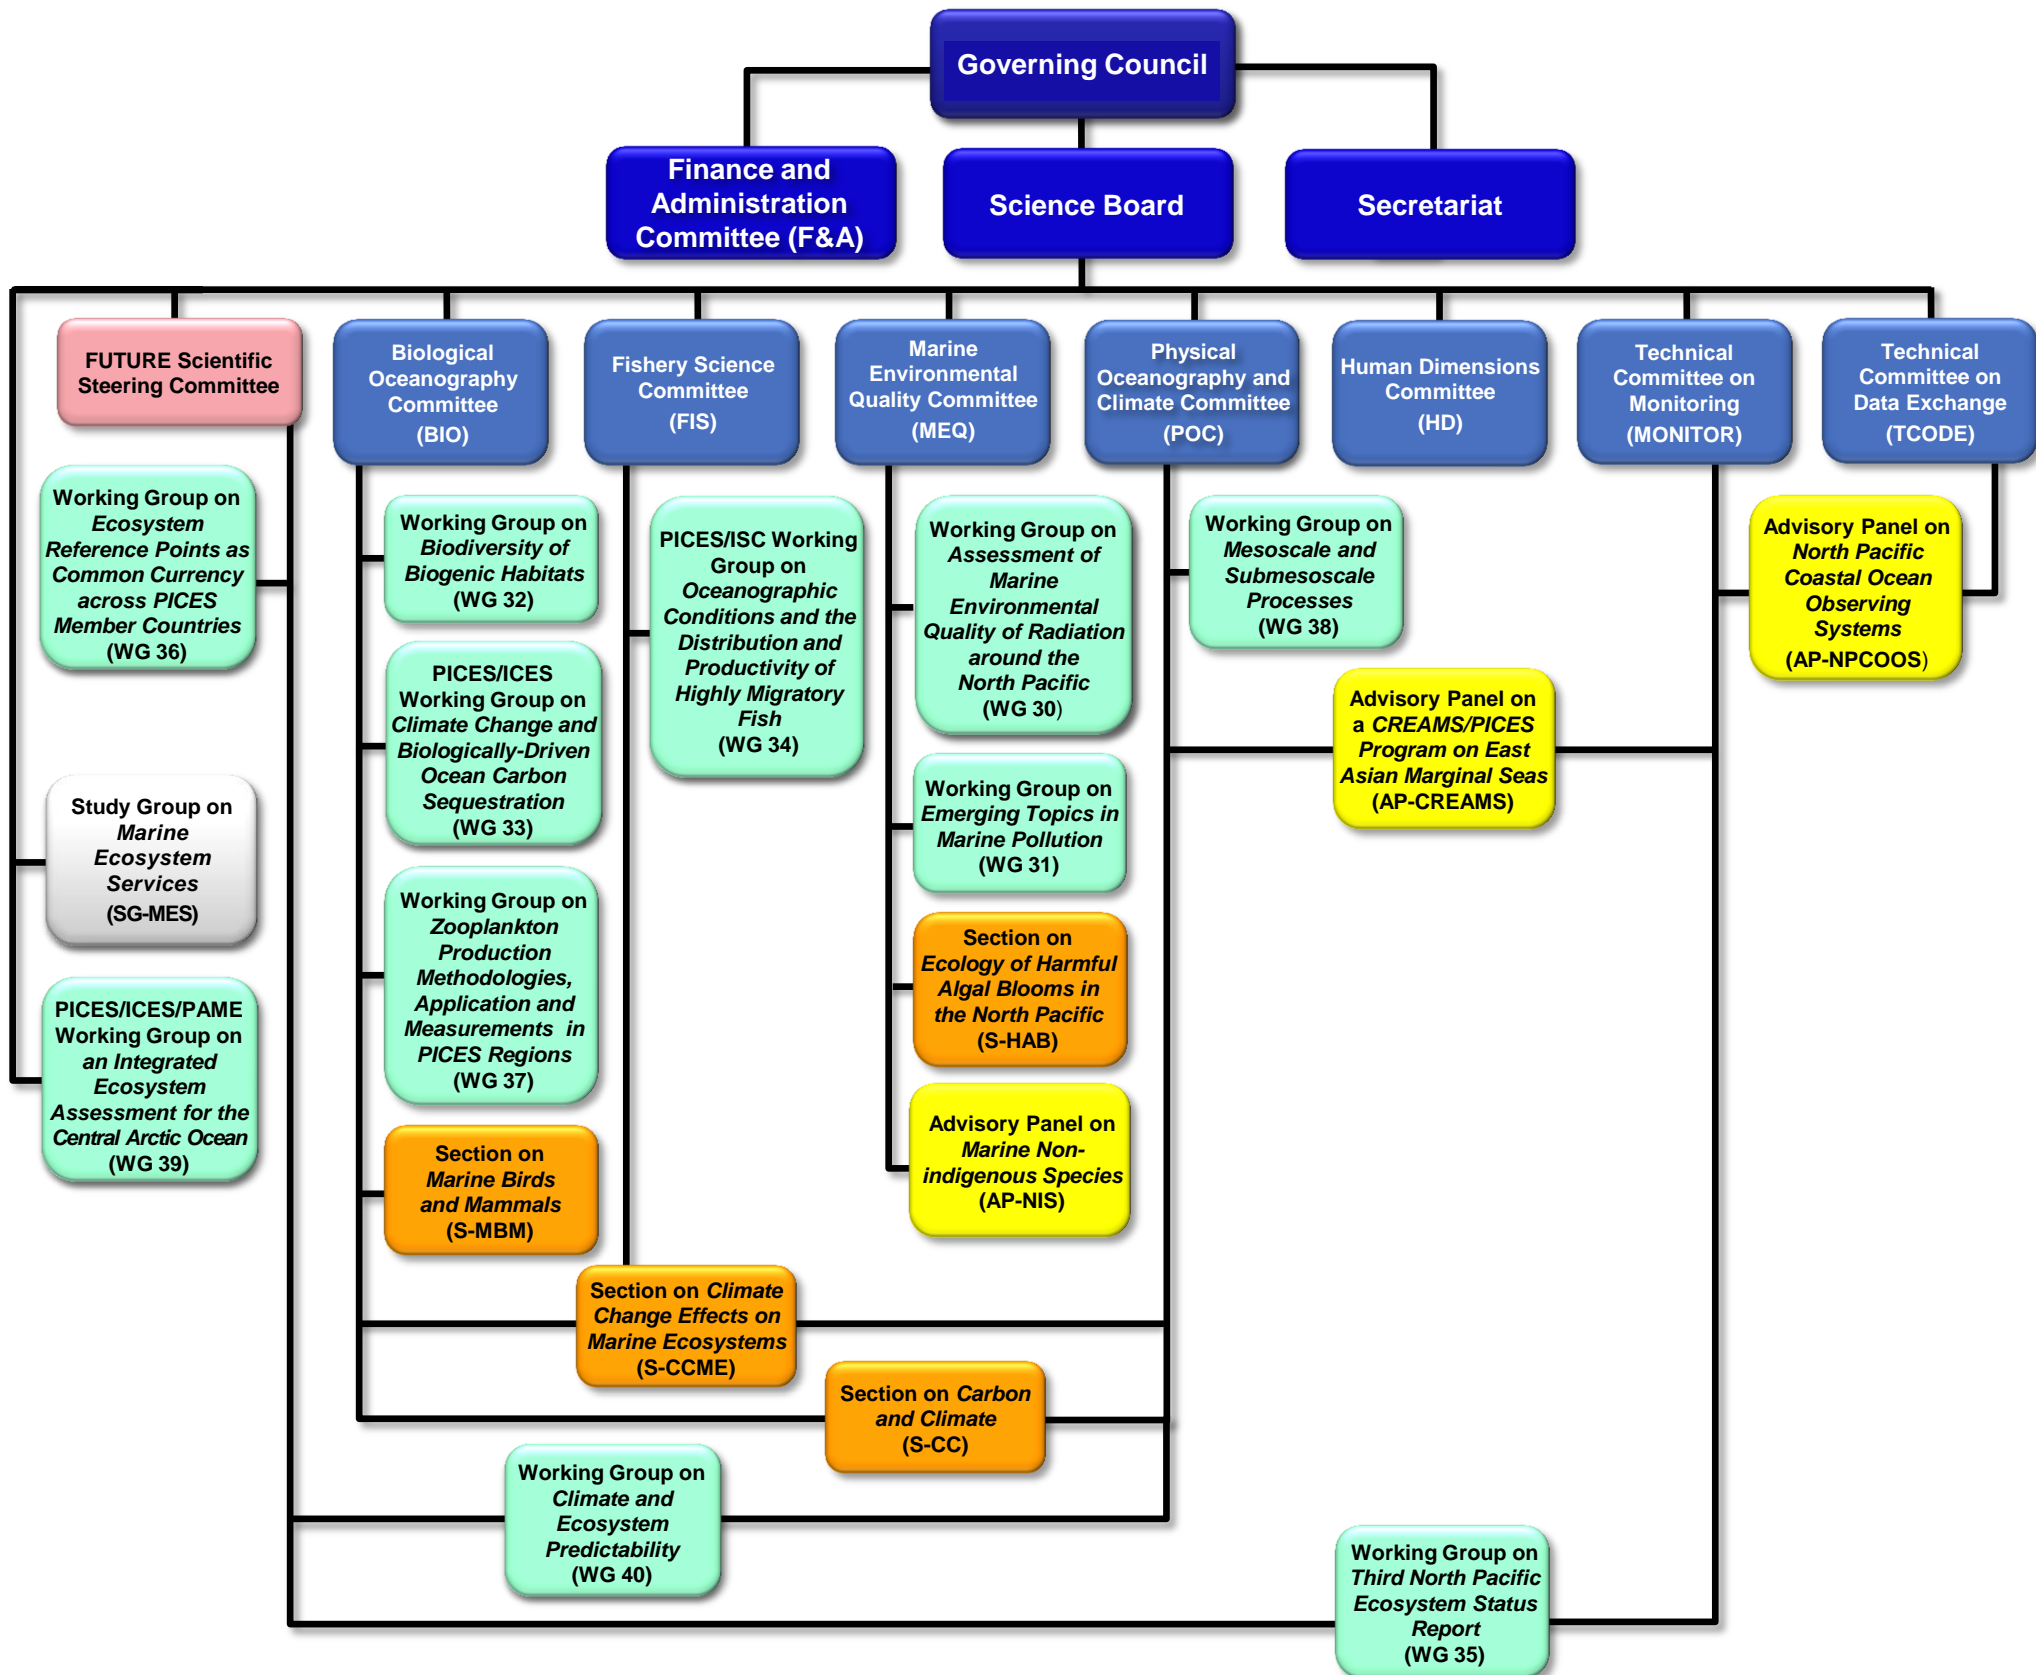 Governing Council
Finance and
Administration
Committee (F&A)
Science Board
Secretariat
FUTURE Scientific
Steering Committee
Biological
Oceanography
Committee
(BIO)
Fishery Science
Committee
(FIS)
Marine
Environmental
Quality Committee
(MEQ)
Physical
Oceanography and
Climate Committee
(POC)
Human Dimensions
Committee
(HD)
Technical
Committee on
Monitoring
(MONITOR)
Technical
Committee on
Data Exchange
(TCODE)
Working Group on
Ecosystem
Reference Points as
Common Currency
across PICES
Member Countries
(WG 36)
Study Group on
Marine
Ecosystem
Services
(SG-MES)
PICES/ICES/PAME
Working Group on
an Integrated
Ecosystem
Assessment for the
Central Arctic Ocean
(WG 39)
Working Group on
Biodiversity of
Biogenic Habitats
(WG 32)
PICES/ICES
Working Group on
Climate Change and
Biologically-Driven
Ocean Carbon
Sequestration
(WG 33)
Working Group on
Zooplankton
Production
Methodologies,
Application and
Measurements in
PICES Regions
(WG 37)
Section on
Marine Birds
and Mammals
(S-MBM)
PICES/ISC Working
Group on
Oceanographic
Conditions and the
Distribution and
Productivity of
Highly Migratory
Fish
(WG 34)
Working Group on
Assessment of
Marine
Environmental
Quality of Radiation
around the
North Pacific
(WG 30)
Working Group on
Emerging Topics in
Marine Pollution
(WG 31)
Section on
Ecology of Harmful
Algal Blooms in
the North Pacific
(S-HAB)
Advisory Panel on
Marine Non-
indigenous Species
(AP-NIS)
Working Group on
Mesoscale and
Submesoscale
Processes
(WG 38)
Advisory Panel on
a CREAMS/PICES
Program on East
Asian Marginal Seas
(AP-CREAMS)
Advisory Panel on
North Pacific
Coastal Ocean
Observing
Systems
(AP-NPCOOS)
Section on Climate
Change Effects on
Marine Ecosystems
(S-CCME)
Section on Carbon
and Climate
(S-CC)
Working Group on
Climate and
Ecosystem
Predictability
(WG 40)
Working Group on
Third North Pacific
Ecosystem Status
Report
(WG 35)